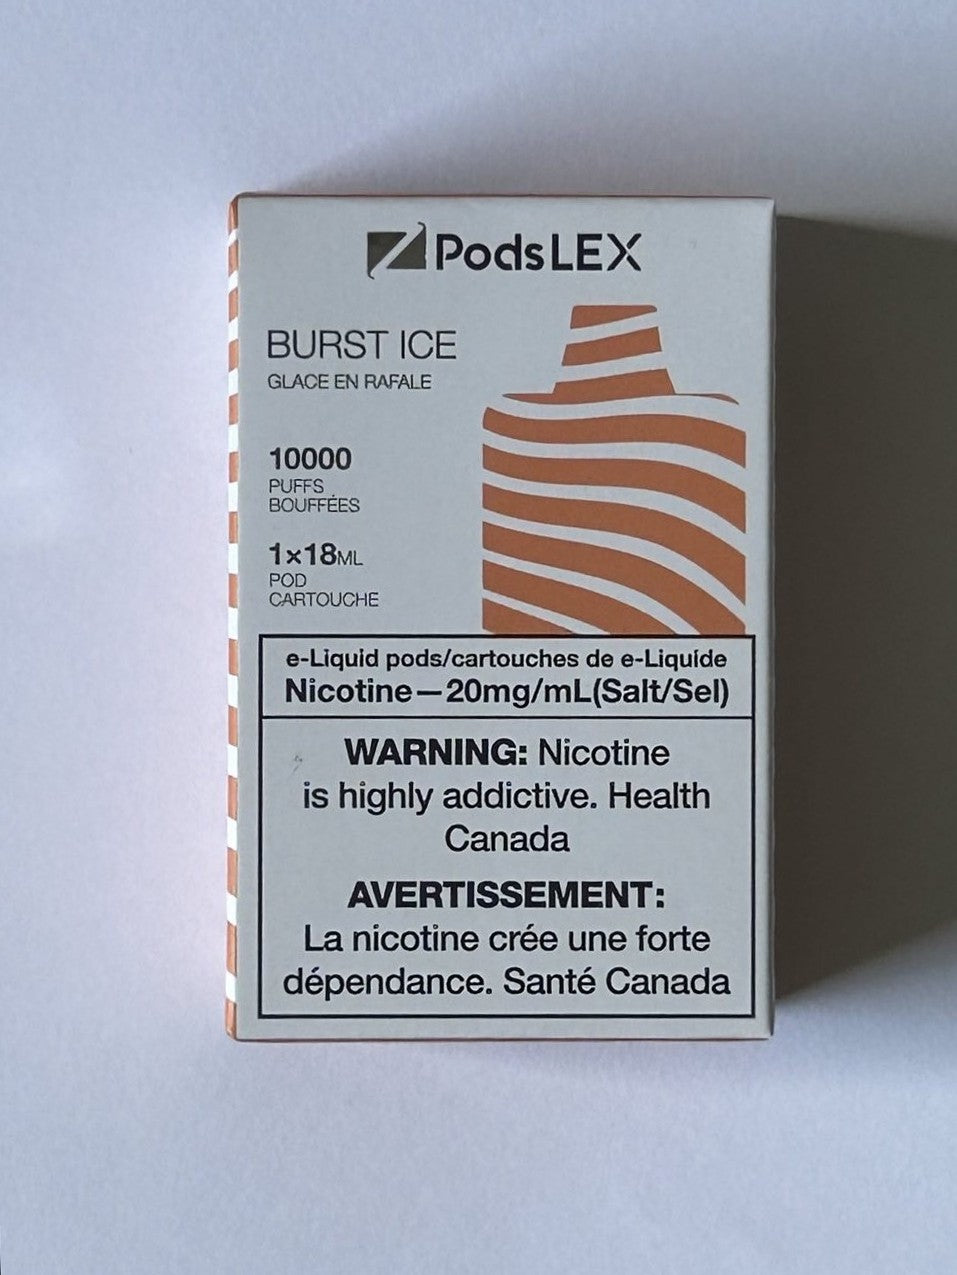 PodsLEX
BURST ICE
GLACE EN RAFALE
10000
PUFFS
BOUFFÉES
1×18ML
POD
CARTOUCHE
e-Liquid pods/cartouches de e-Liquide
Nicotine—20mg/mL(Salt/Sel)
WARNING: Nicotine
is highly addictive. Health
Canada
AVERTISSEMENT:
La nicotine crée une forte
dépendance. Santé Canada